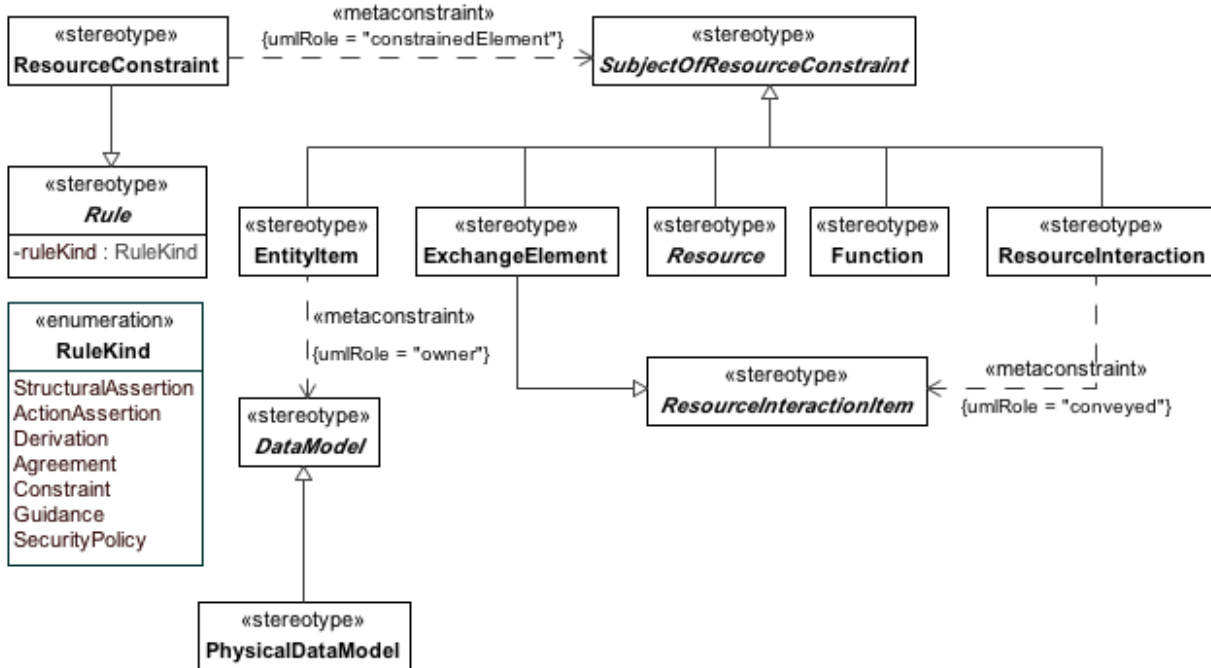 «stereotype»
ResourceConstraint
«metaconstraint»
{umlRole = "constrainedElement"}
«stereotype»
SubjectOfResourceConstraint
«stereotype»
Rule
-ruleKind : RuleKind
«stereotype»
EntityItem
«stereotype»
ExchangeElement
«stereotype»
Resource
«stereotype»
Function
«stereotype»
ResourceInteraction
«enumeration»
RuleKind
StructuralAssertion
ActionAssertion
Derivation
Agreement
Constraint
Guidance
SecurityPolicy
«metaconstraint»
{umlRole = "owner"}
«stereotype»
DataModel
«stereotype»
ResourceInteractionItem
«metaconstraint»
{umlRole = "conveyed"}
«stereotype»
PhysicalDataModel